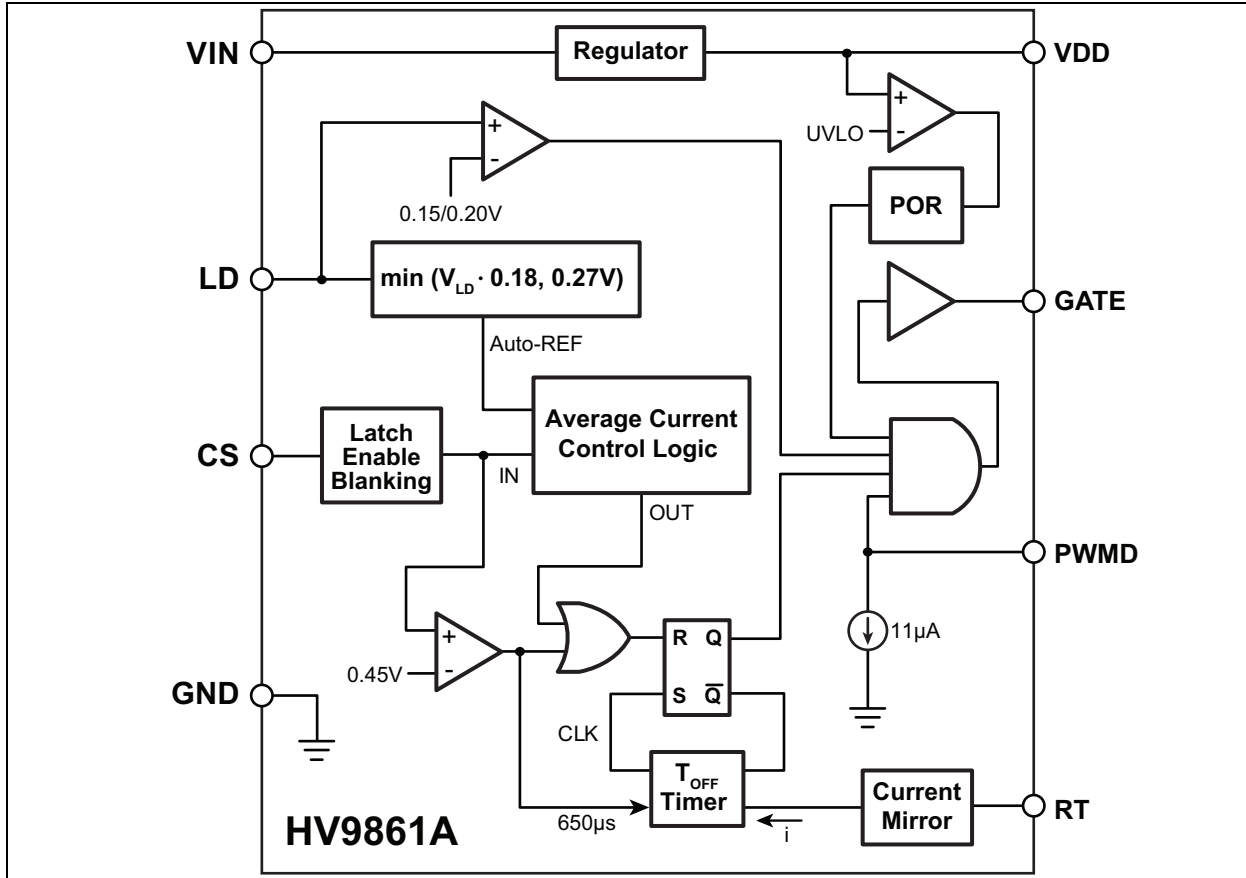 VIN
Regulator
VDD
+
-
UVLO
+
-
0.15/0.20V
POR
LD
min (V_LD · 0.18, 0.27V)
GATE
Auto-REF
Average Current
Control Logic
CS
Latch
Enable
Blanking
IN
OUT
PWMD
11µA
+
-
0.45V
R Q
S Q̅
GND
CLK
T_OFF
Timer
Current
Mirror
RT
650µs
i
HV9861A